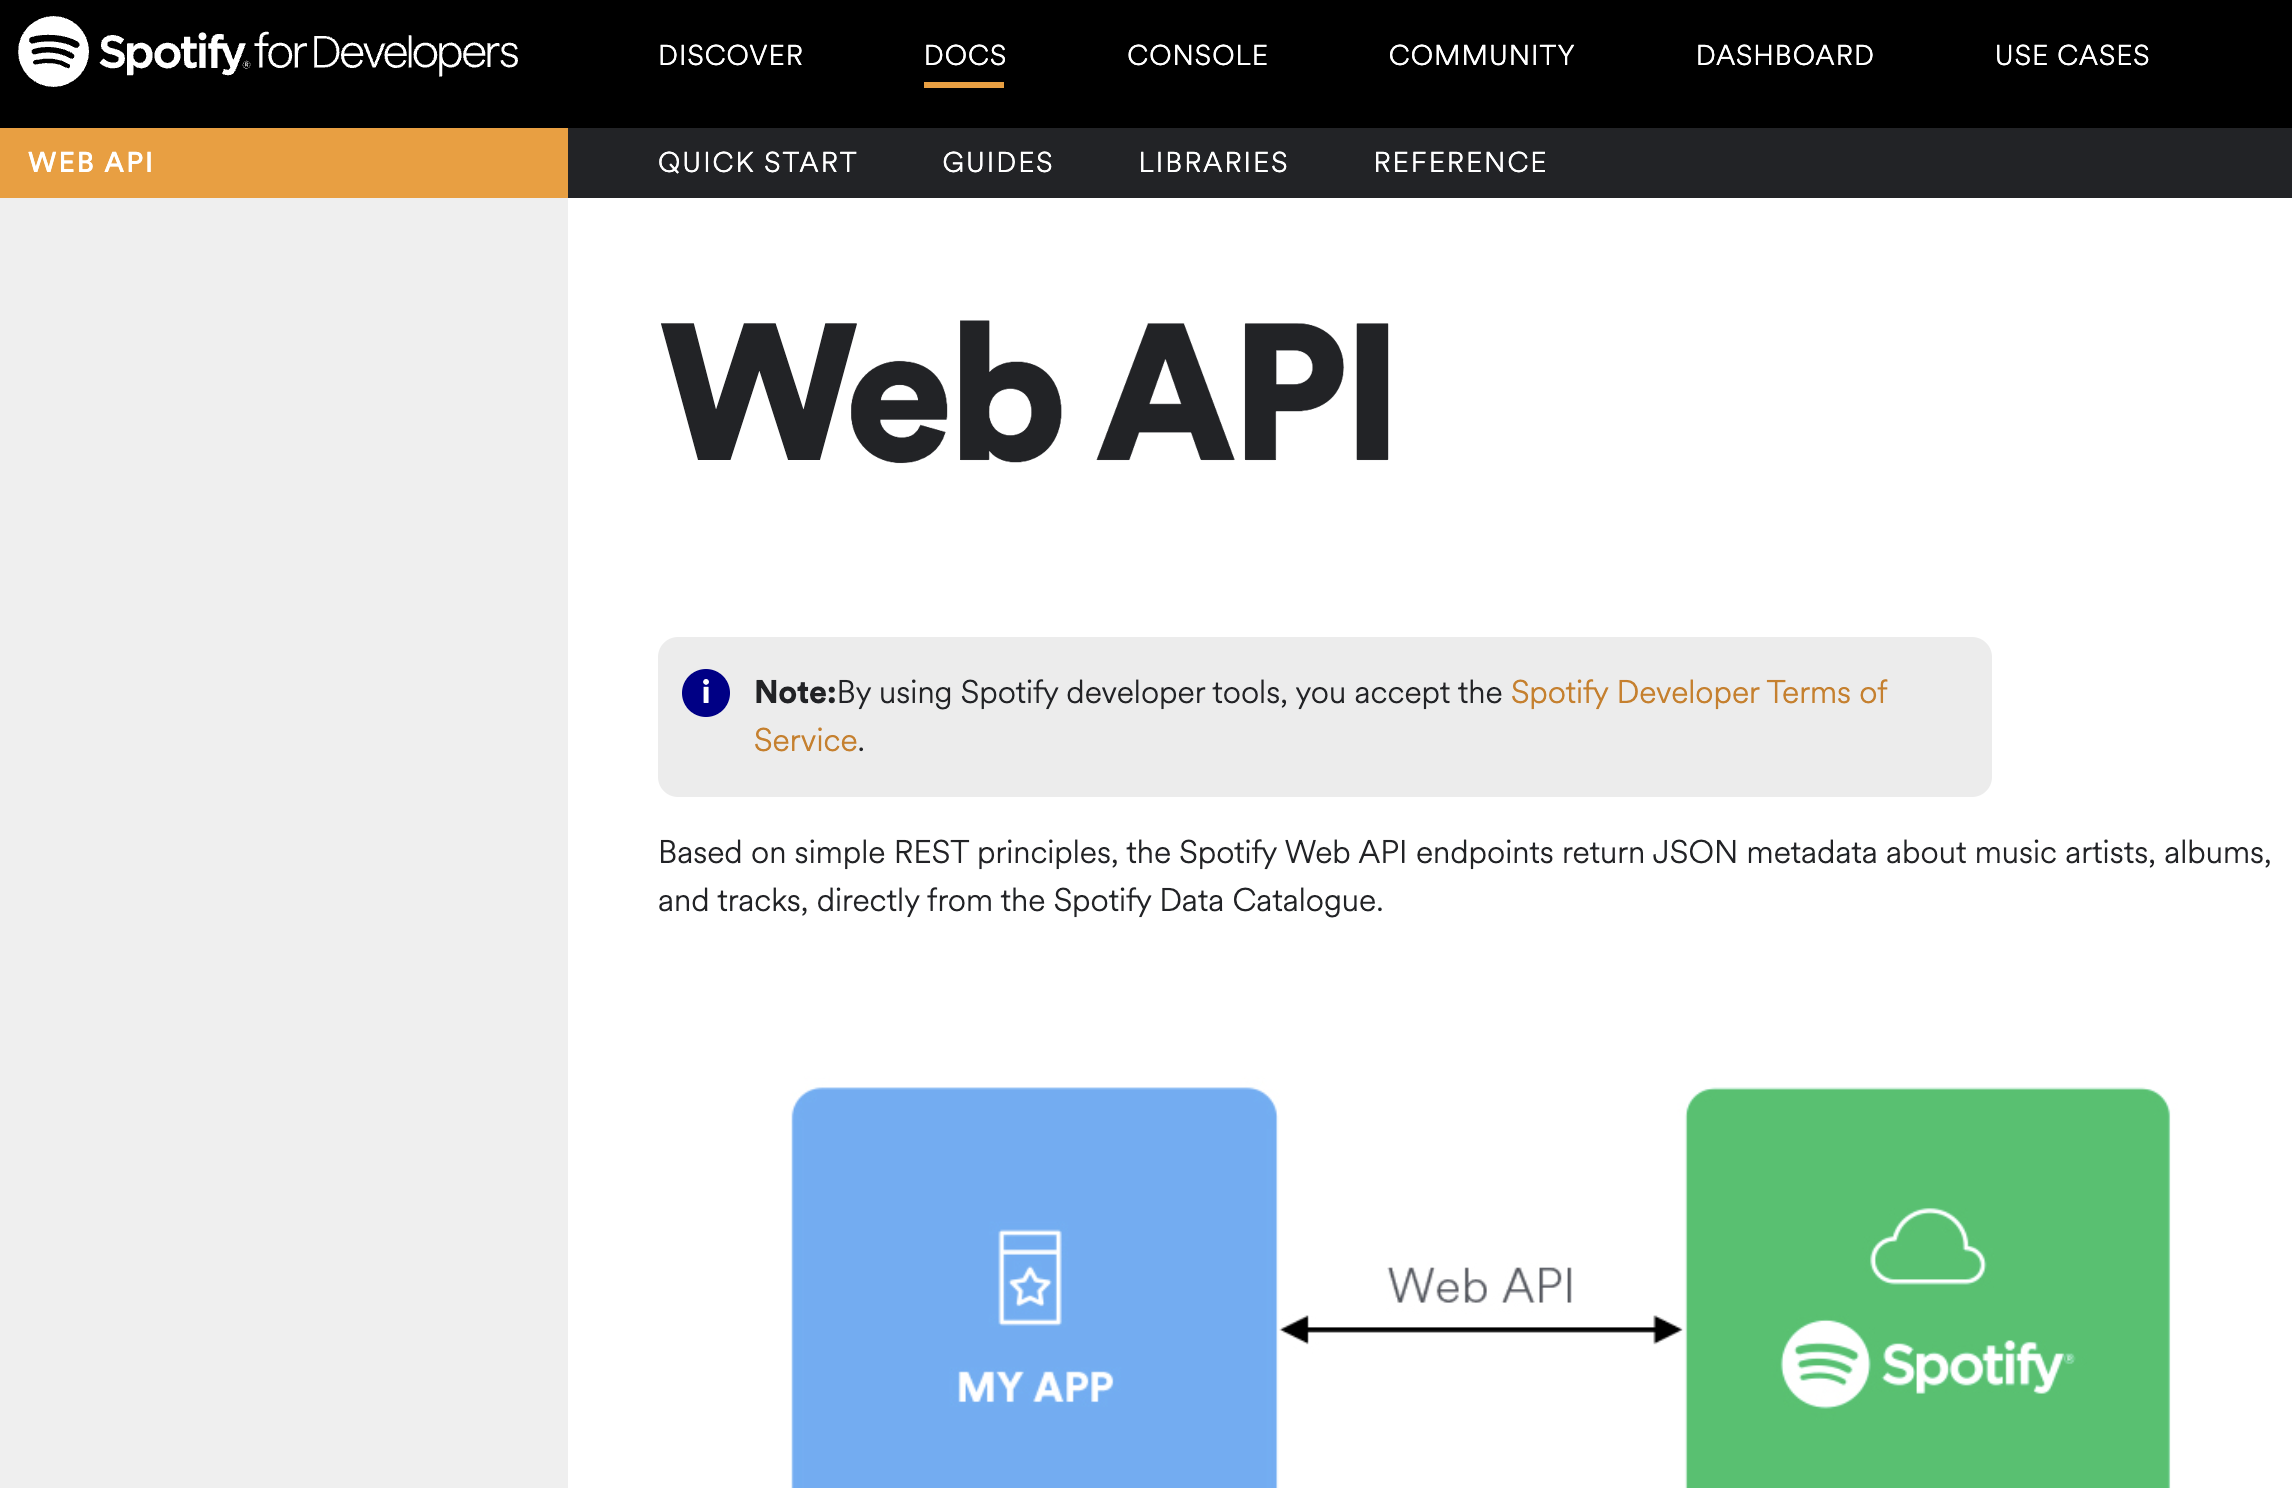 Spotify® for Developers
DISCOVER DOCS CONSOLE COMMUNITY DASHBOARD USE CASES
WEB API
QUICK START GUIDES LIBRARIES REFERENCE
Web API
i Note:By using Spotify developer tools, you accept the Spotify Developer Terms of
Service.
Based on simple REST principles, the Spotify Web API endpoints return JSON metadata about music artists, albums,
and tracks, directly from the Spotify Data Catalogue.
MY APP
Web API
Spotify®